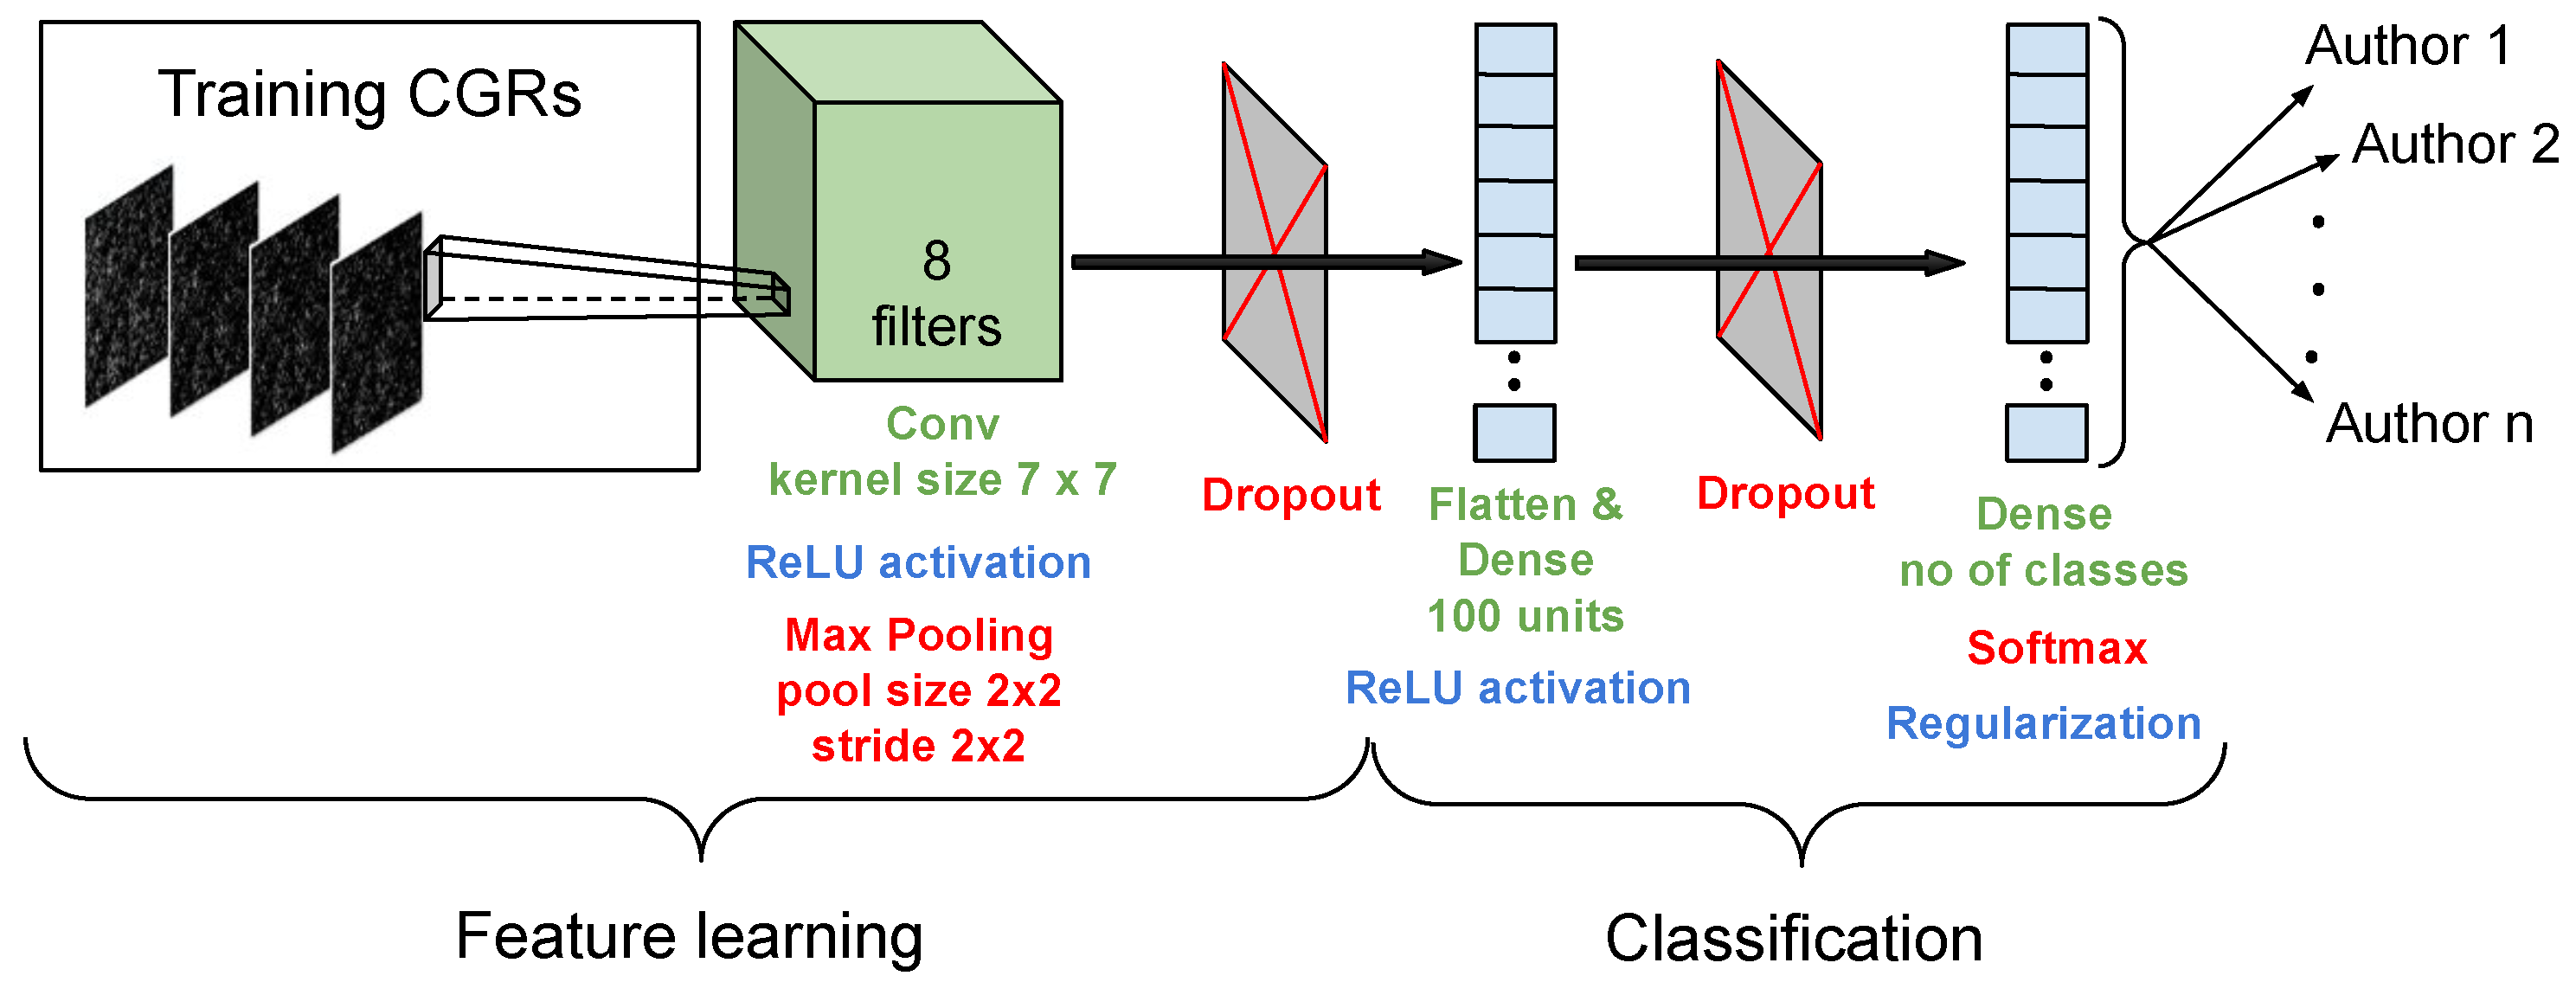 Training CGRs
8
filters
Conv
kernel size 7 x 7
ReLU activation
Max Pooling
pool size 2x2
stride 2x2
Dropout
Flatten &
Dense
100 units
ReLU activation
Dropout
Dense
no of classes
Softmax
Regularization
Author 1
Author 2
Author n
Feature learning
Classification